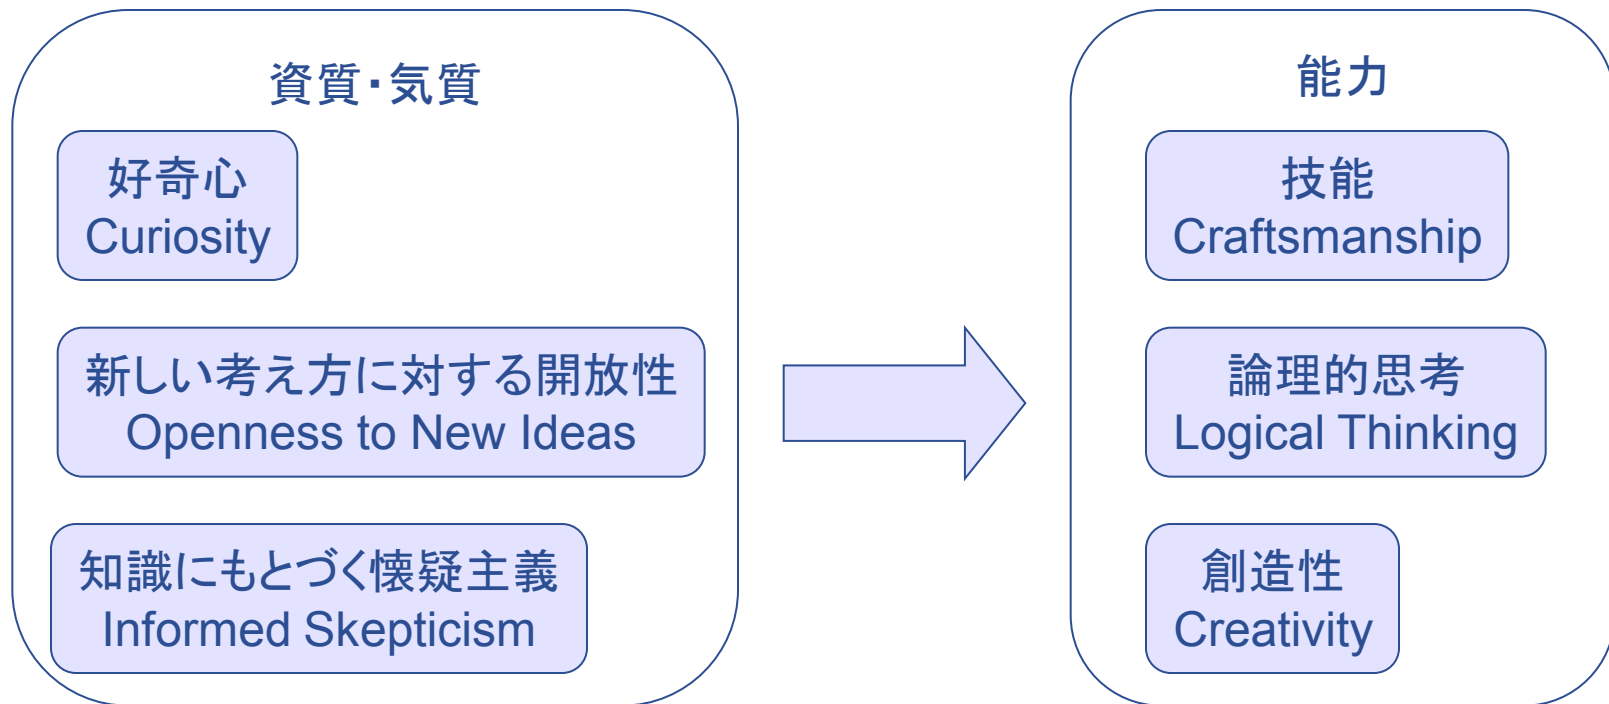 資質・気質
好奇心
Curiosity
新しい考え方に対する開放性
Openness to New Ideas
知識にもとづく懐疑主義
Informed Skepticism
能力
技能
Craftsmanship
論理的思考
Logical Thinking
創造性
Creativity